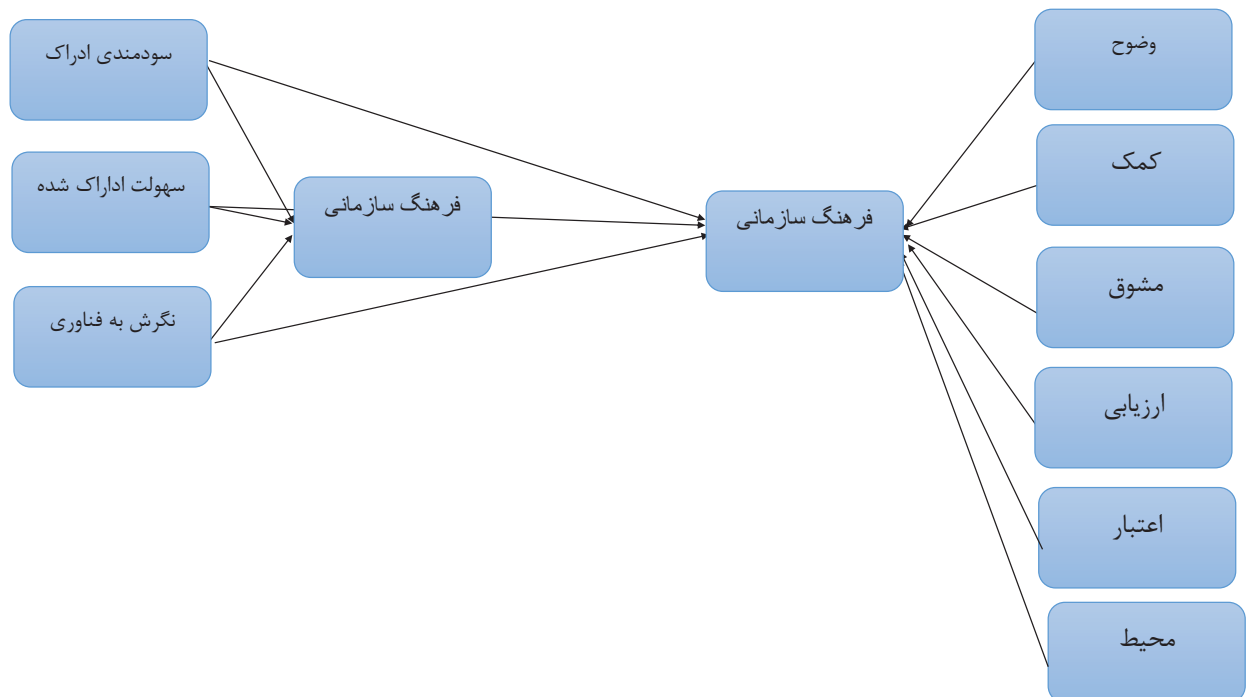 وضوح
سودمندی ادراک
کمک
سهولت اداراک شده
فرهنگ سازمانی
فرهنگ سازمانی
مشوق
نگرش به فناوری
ارزیابی
اعتبار
محیط